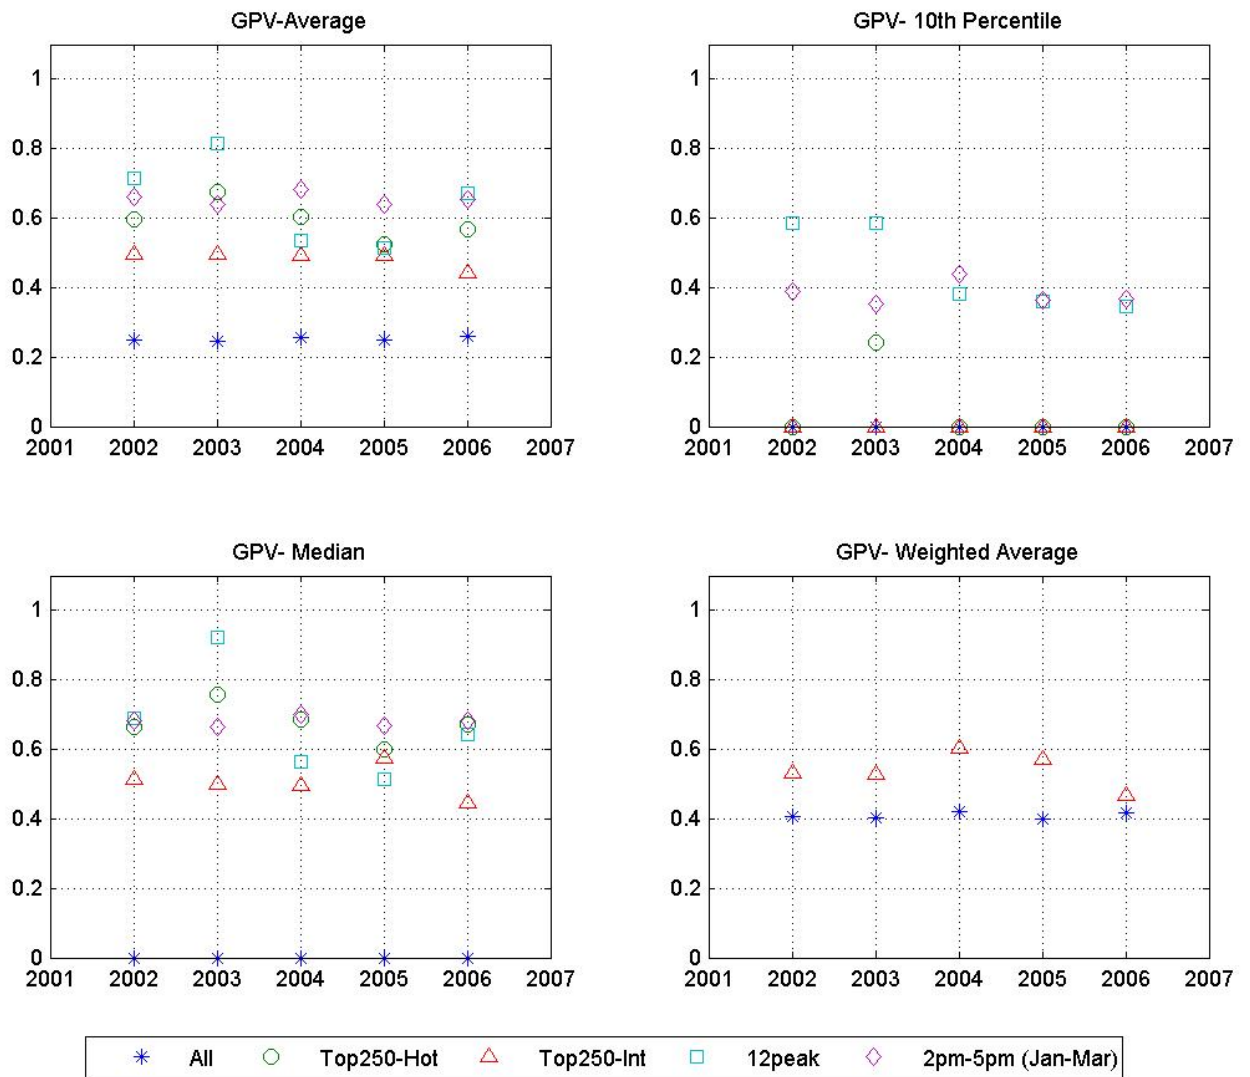 GPV-Average
GPV- 10th Percentile
1
0.8
0.6
0.4
0.2
0
2001 2002 2003 2004 2005 2006 2007
1
0.8
0.6
0.4
0.2
0
2001 2002 2003 2004 2005 2006 2007
GPV- Median
GPV- Weighted Average
1
0.8
0.6
0.4
0.2
0
2001 2002 2003 2004 2005 2006 2007
1
0.8
0.6
0.4
0.2
0
2001 2002 2003 2004 2005 2006 2007
All Top250-Hot Top250-Int 12peak 2pm-5pm (Jan-Mar)